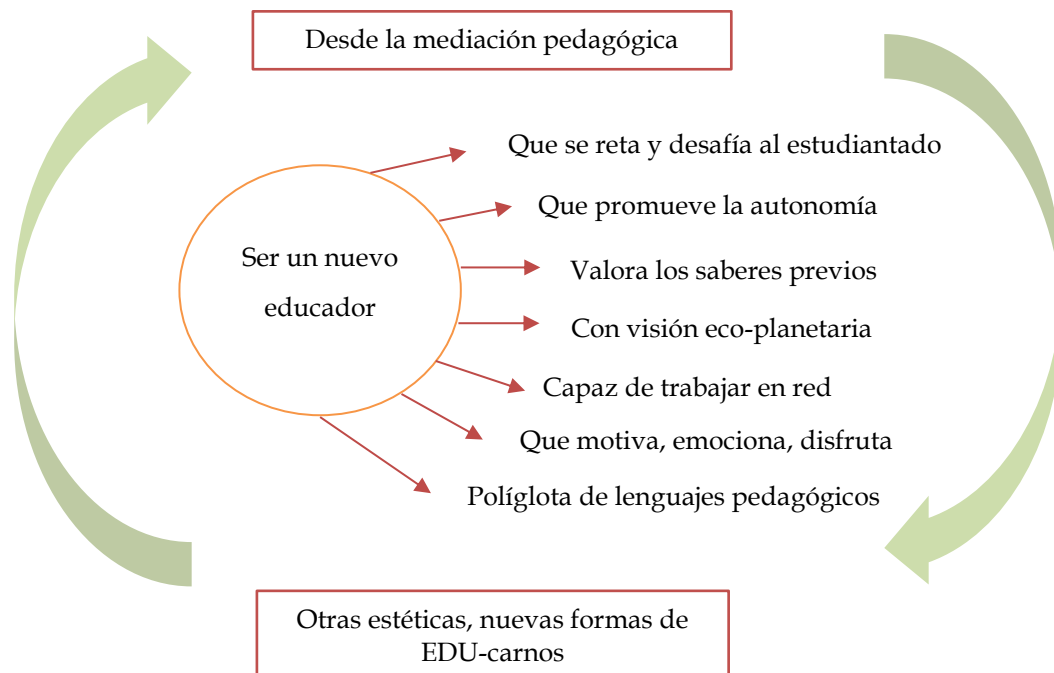 Desde la mediación pedagógica
Que se reta y desafía al estudiantado
Que promueve la autonomía
Ser un nuevo
educador
Valora los saberes previos
Con visión eco-planetaria
Capaz de trabajar en red
Que motiva, emociona, disfruta
Políglota de lenguajes pedagógicos
Otras estéticas, nuevas formas de
EDU-carnos